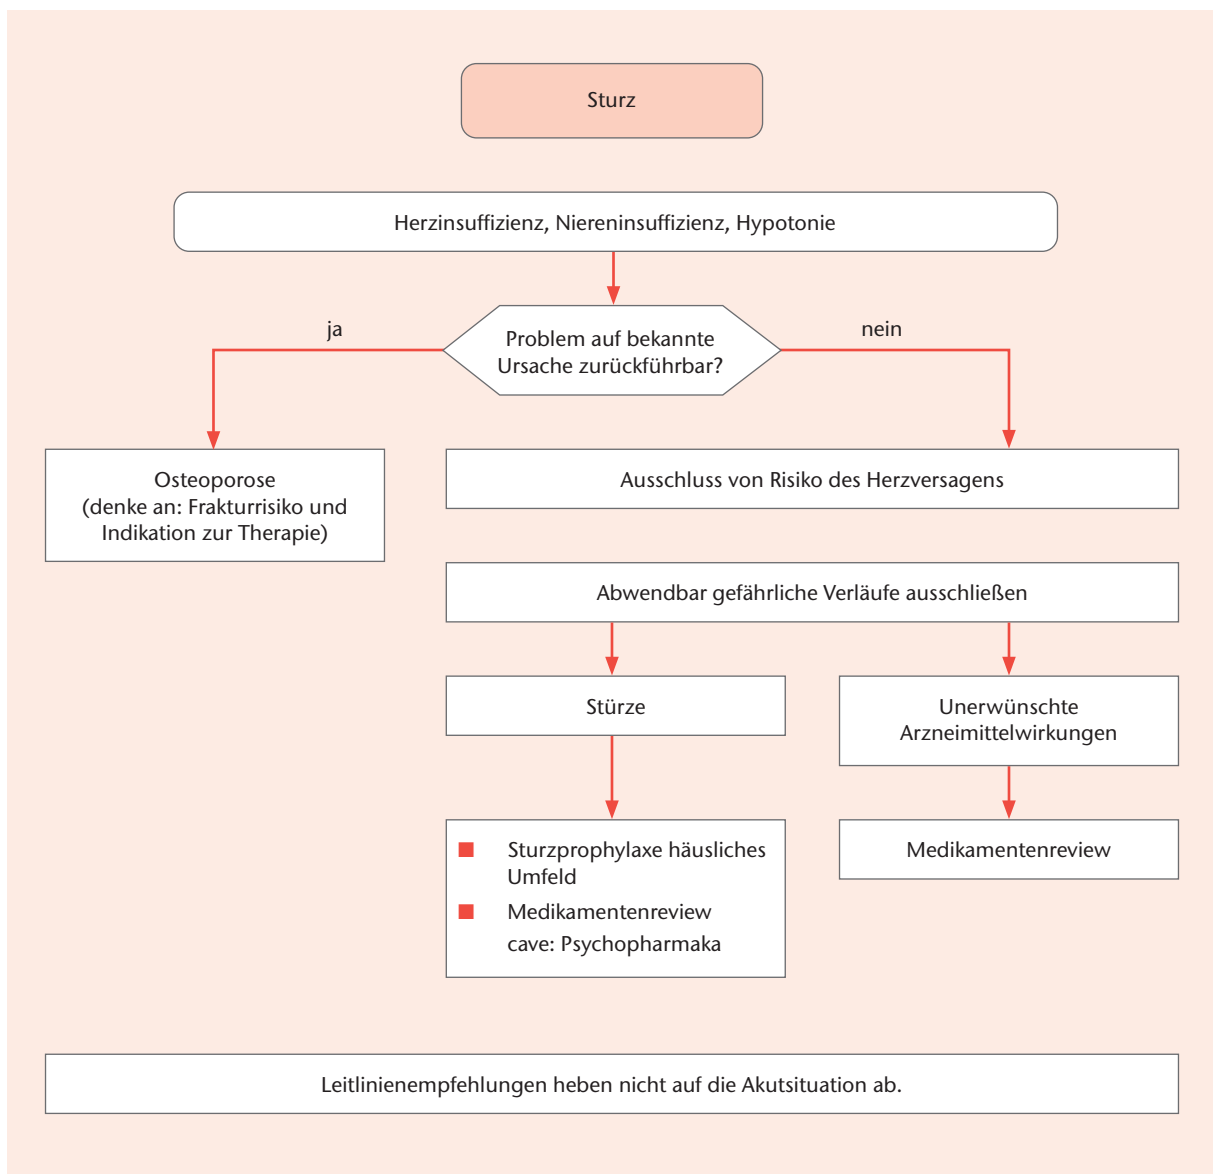 Sturz
Herzinsuffizienz, Niereninsuffizienz, Hypotonie
ja
nein
Problem auf bekannte
Ursache zurückführbar?
Osteoporose
(denke an: Frakturrisiko und
Indikation zur Therapie)
Ausschluss von Risiko des Herzversagens
Abwendbar gefährliche Verläufe ausschließen
Stürze
Unerwünschte
Arzneimittelwirkungen
Sturzprophylaxe häusliches
Umfeld
Medikamentenreview
cave: Psychopharmaka
Medikamentenreview
Leitlinienempfehlungen heben nicht auf die Akutsituation ab.